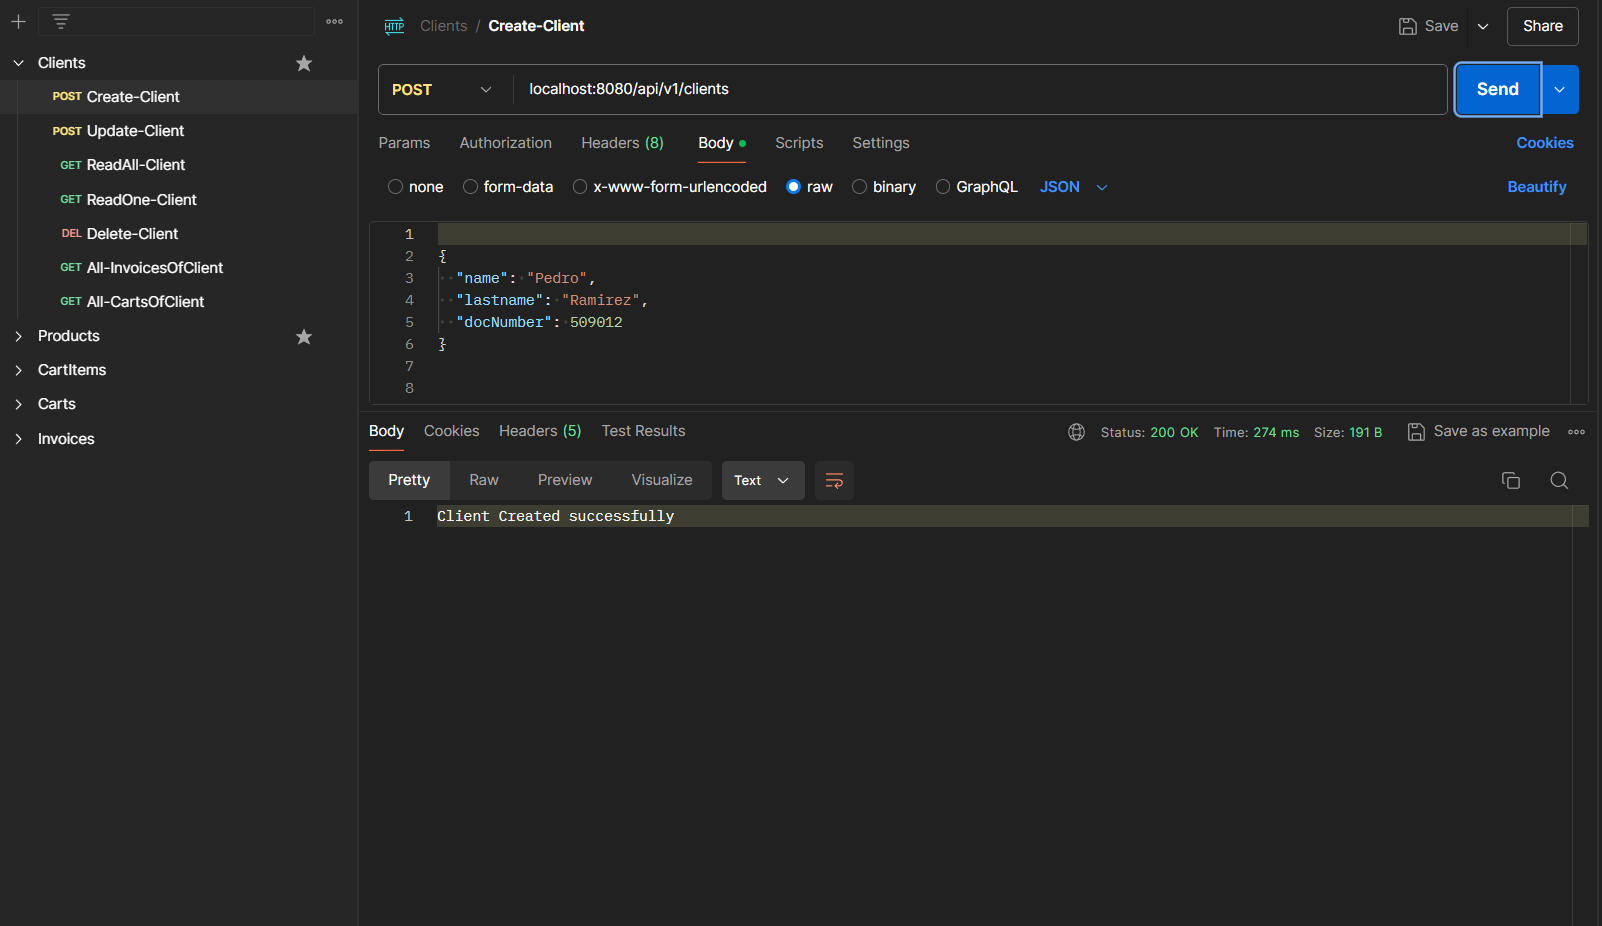 Clients / Create-Client
Save
Share
Clients
POST Create-Client
POST Update-Client
GET ReadAll-Client
GET ReadOne-Client
DEL Delete-Client
GET All-InvoicesOfClient
GET All-CartsOfClient
Products
CartItems
Carts
Invoices
HTTP
POST localhost:8080/api/v1/clients
Send
Params Authorization Headers (8) Body Scripts Settings Cookies
none form-data x-www-form-urlencoded raw binary GraphQL JSON Beautify
1
2 {
3 "name": "Pedro",
4 "lastname": "Ramirez",
5 "docNumber": 509012
6 }
7
8
Body Cookies Headers (5) Test Results Status: 200 OK Time: 274 ms Size: 191 B Save as example
Pretty Raw Preview Visualize Text
1 Client Created successfully